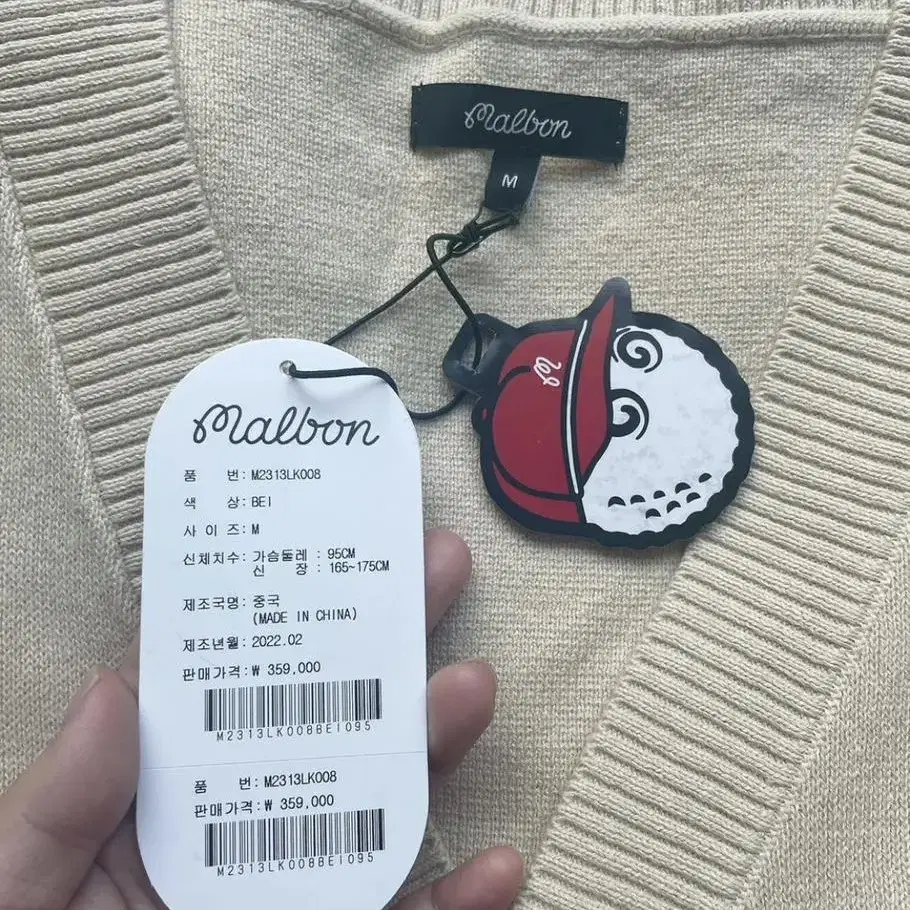 Malbon
M
Malbon
품 번: M2313LK008
색 상: BEI
사 이 즈: M
신체치수: 가슴둘레 : 95CM
신 장 : 165~175CM
제조국명: 중국
(MADE IN CHINA)
제조년월: 2022.02
판매가격: ₩ 359,000
M2313LK008BEI095
품 번: M2313LK008
판매가격: ₩ 359,000
M2313LK008BEI095